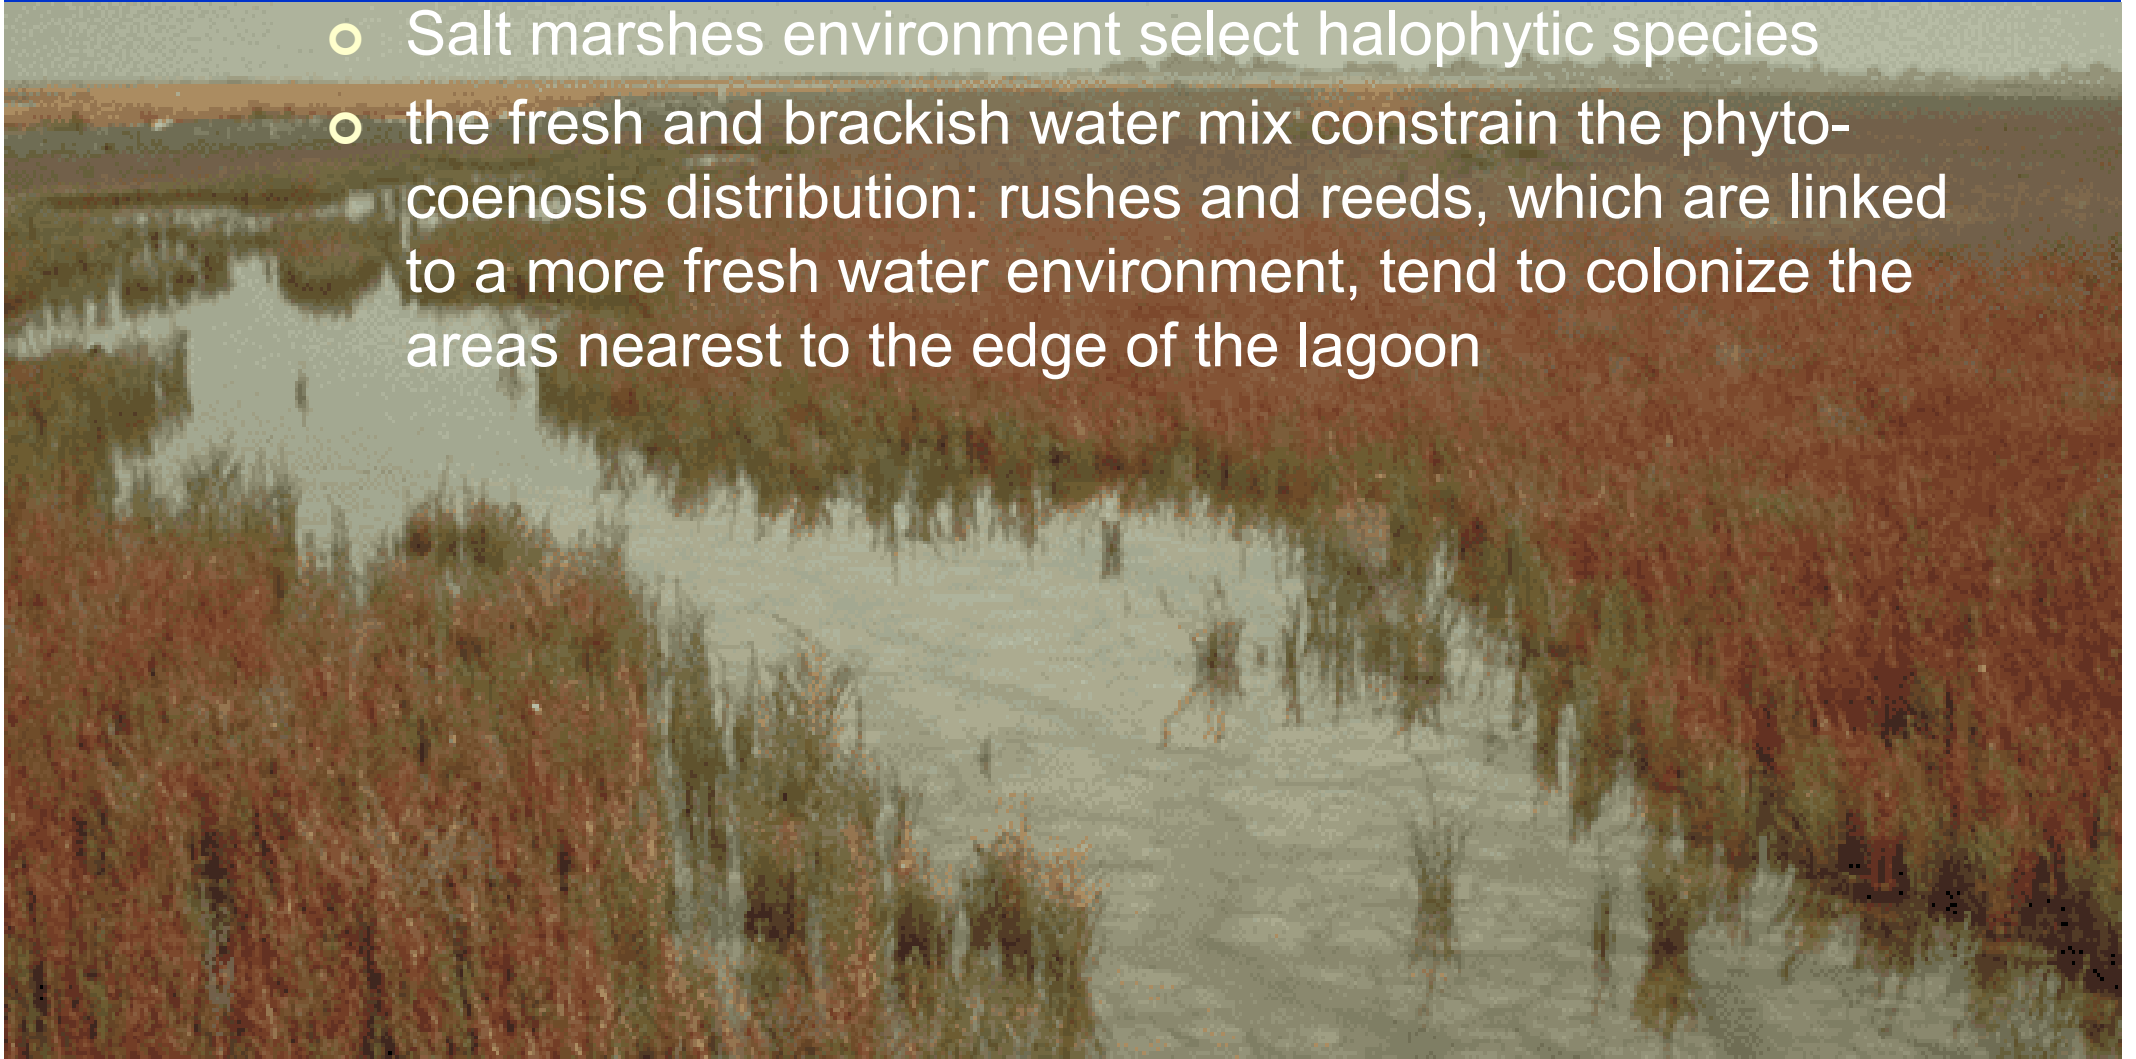 Salt marshes environment select halophytic species
the fresh and brackish water mix constrain the phyto-
coenosis distribution: rushes and reeds, which are linked
to a more fresh water environment, tend to colonize the
areas nearest to the edge of the lagoon